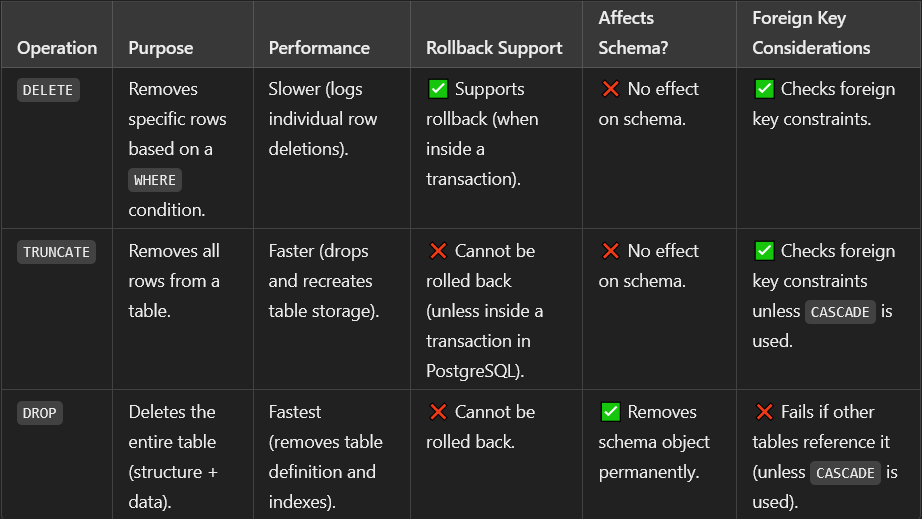 Operation
Purpose
Performance
Rollback Support
Affects
Schema?
Foreign Key
Considerations
DELETE
Removes
specific rows
based on a
WHERE
condition.
Slower (logs
individual row
deletions).
✅ Supports
rollback (when
inside a
transaction).
❌ No effect
on schema.
✅ Checks foreign
key constraints.
TRUNCATE
Removes all
rows from a
table.
Faster (drops
and recreates
table storage).
❌ Cannot be
rolled back
(unless inside a
transaction in
PostgreSQL).
❌ No effect
on schema.
✅ Checks foreign
key constraints
unless CASCADE is
used.
DROP
Deletes the
entire table
(structure +
data).
Fastest
(removes table
definition and
indexes).
❌ Cannot be
rolled back.
✅ Removes
schema object
permanently.
❌ Fails if other
tables reference it
(unless CASCADE is
used).